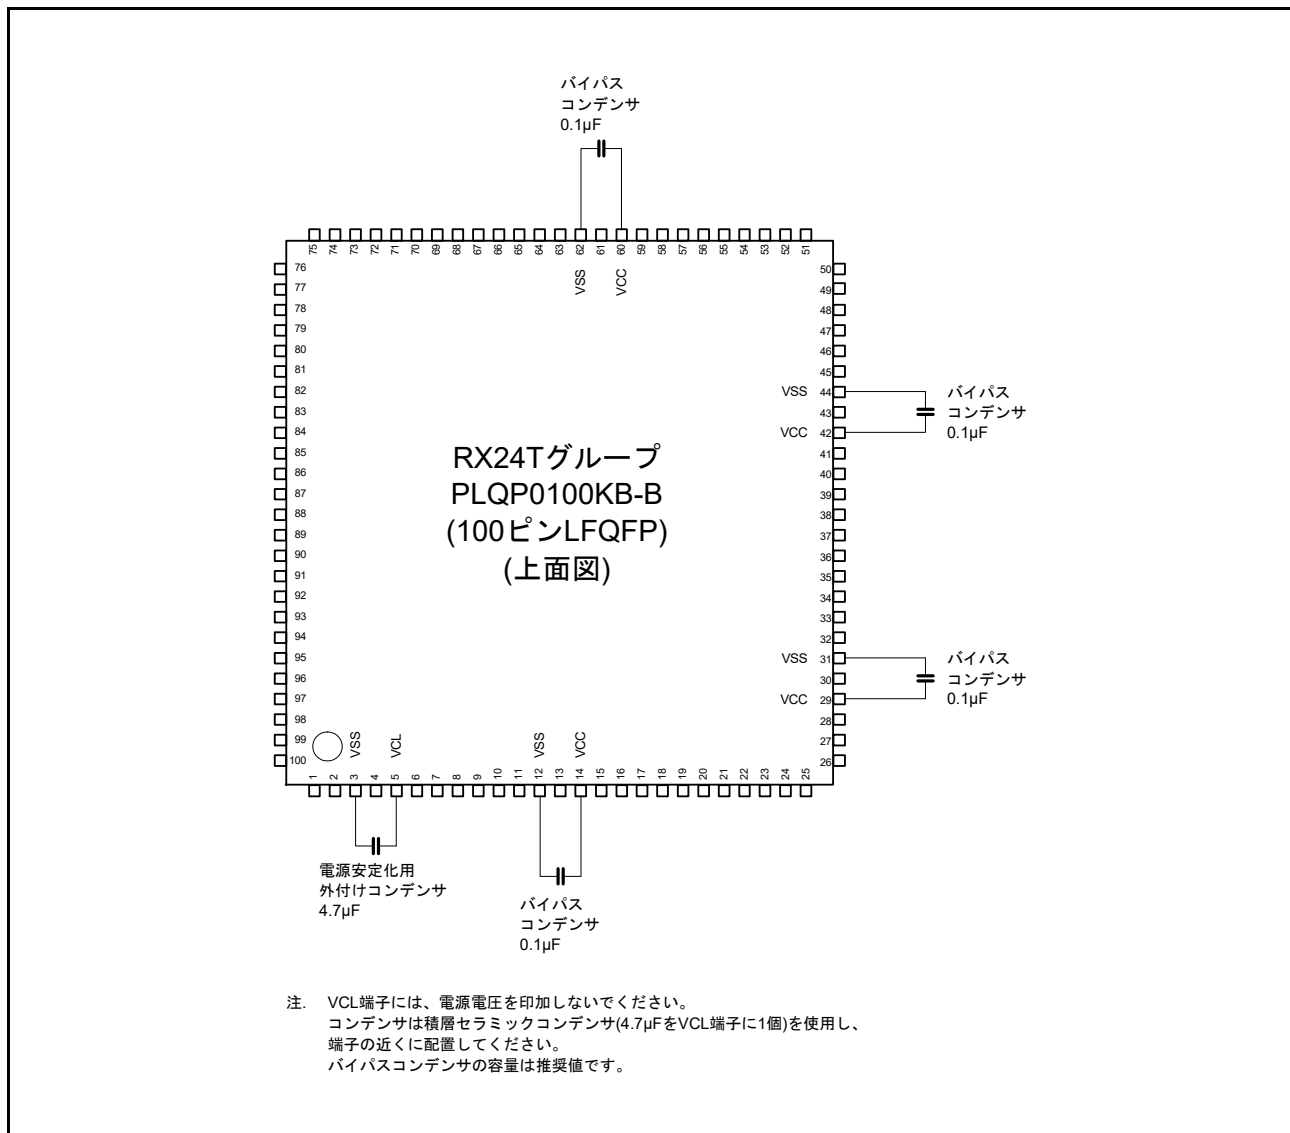 バイパス
コンデンサ
0.1μF
75 74 73 72 71 70 69 68 67 66 65 64 63 62 61 60 59 58 57 56 55 54 53 52 51
VSS VCC
76
77
78
79
80
81
82
83
84
85
86
87
88
89
90
91
92
93
94
95
96
97
98
99
100
50
49
48
47
46
45
VSS 44
43
VCC 42
41
40
39
38
37
36
35
34
33
32
VSS 31
30
VCC 29
28
27
26
バイパス
コンデンサ
0.1μF
バイパス
コンデンサ
0.1μF
RX24Tグループ
PLQP0100KB-B
(100ピンLFQFP)
(上面図)
VSS VCL VSS VCC
1 2 3 4 5 6 7 8 9 10 11 12 13 14 15 16 17 18 19 20 21 22 23 24 25
電源安定化用
外付けコンデンサ
4.7μF
バイパス
コンデンサ
0.1μF
注. VCL端子には、電源電圧を印加しないでください。
コンデンサは積層セラミックコンデンサ(4.7μFをVCL端子に1個)を使用し、
端子の近くに配置してください。
バイパスコンデンサの容量は推奨値です。